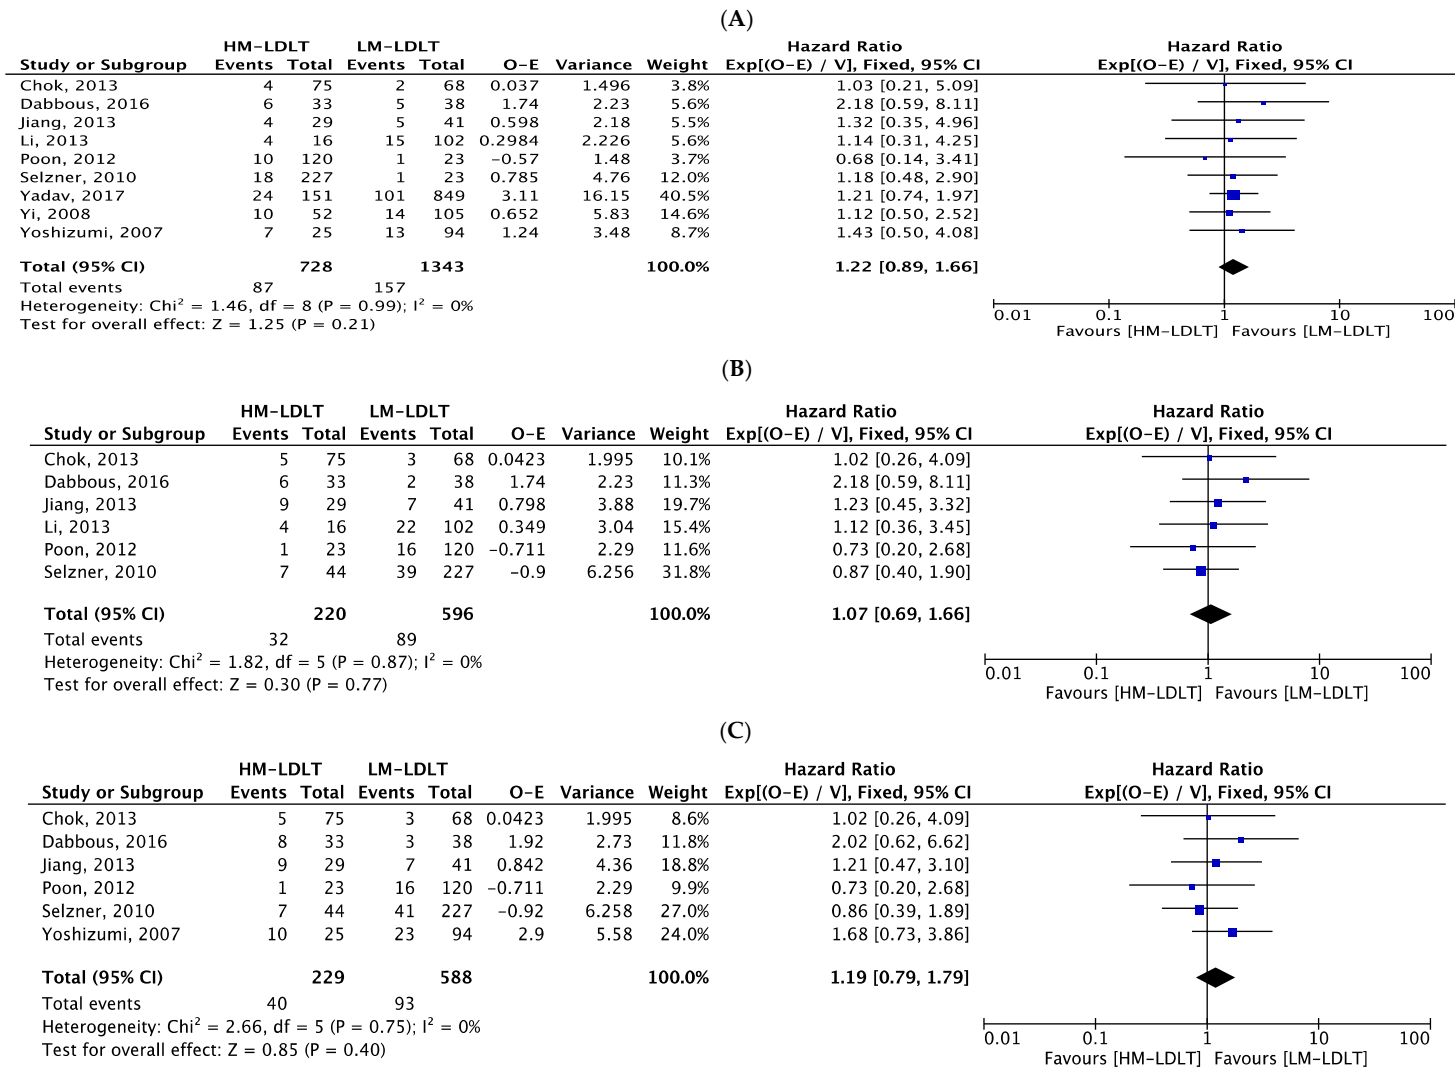 (A)
HM−LDLT LM−LDLT Hazard Ratio Hazard Ratio
Study or Subgroup Events Total Events Total O−E Variance Weight Exp[(O−E) / V], Fixed, 95% CI Exp[(O−E) / V], Fixed, 95% CI
Chok, 2013 4 75 2 68 0.037 1.496 3.8% 1.03 [0.21, 5.09]
Dabbous, 2016 6 33 5 38 1.74 2.23 5.6% 2.18 [0.59, 8.11]
Jiang, 2013 4 29 5 41 0.598 2.18 5.5% 1.32 [0.35, 4.96]
Li, 2013 4 16 15 102 0.2984 2.226 5.6% 1.14 [0.31, 4.25]
Poon, 2012 10 120 1 23 −0.57 1.48 3.7% 0.68 [0.14, 3.41]
Selzner, 2010 18 227 1 23 0.785 4.76 12.0% 1.18 [0.48, 2.90]
Yadav, 2017 24 151 101 849 3.11 16.15 40.5% 1.21 [0.74, 1.97]
Yi, 2008 10 52 14 105 0.652 5.83 14.6% 1.12 [0.50, 2.52]
Yoshizumi, 2007 7 25 13 94 1.24 3.48 8.7% 1.43 [0.50, 4.08]
Total (95% CI) 728 1343 100.0% 1.22 [0.89, 1.66]
Total events 87 157
Heterogeneity: Chi² = 1.46, df = 8 (P = 0.99); I² = 0%
Test for overall effect: Z = 1.25 (P = 0.21)
0.01 0.1 1 10 100
Favours [HM−LDLT] Favours [LM−LDLT]
(B)
HM−LDLT LM−LDLT Hazard Ratio Hazard Ratio
Study or Subgroup Events Total Events Total O−E Variance Weight Exp[(O−E) / V], Fixed, 95% CI Exp[(O−E) / V], Fixed, 95% CI
Chok, 2013 5 75 3 68 0.0423 1.995 10.1% 1.02 [0.26, 4.09]
Dabbous, 2016 6 33 2 38 1.74 2.23 11.3% 2.18 [0.59, 8.11]
Jiang, 2013 9 29 7 41 0.798 3.88 19.7% 1.23 [0.45, 3.32]
Li, 2013 4 16 22 102 0.349 3.04 15.4% 1.12 [0.36, 3.45]
Poon, 2012 1 23 16 120 −0.711 2.29 11.6% 0.73 [0.20, 2.68]
Selzner, 2010 7 44 39 227 −0.9 6.256 31.8% 0.87 [0.40, 1.90]
Total (95% CI) 220 596 100.0% 1.07 [0.69, 1.66]
Total events 32 89
Heterogeneity: Chi² = 1.82, df = 5 (P = 0.87); I² = 0%
Test for overall effect: Z = 0.30 (P = 0.77)
0.01 0.1 1 10 100
Favours [HM−LDLT] Favours [LM−LDLT]
(C)
HM−LDLT LM−LDLT Hazard Ratio Hazard Ratio
Study or Subgroup Events Total Events Total O−E Variance Weight Exp[(O−E) / V], Fixed, 95% CI Exp[(O−E) / V], Fixed, 95% CI
Chok, 2013 5 75 3 68 0.0423 1.995 8.6% 1.02 [0.26, 4.09]
Dabbous, 2016 8 33 3 38 1.92 2.73 11.8% 2.02 [0.62, 6.62]
Jiang, 2013 9 29 7 41 0.842 4.36 18.8% 1.21 [0.47, 3.10]
Poon, 2012 1 23 16 120 −0.711 2.29 9.9% 0.73 [0.20, 2.68]
Selzner, 2010 7 44 41 227 −0.92 6.258 27.0% 0.86 [0.39, 1.89]
Yoshizumi, 2007 10 25 23 94 2.9 5.58 24.0% 1.68 [0.73, 3.86]
Total (95% CI) 229 588 100.0% 1.19 [0.79, 1.79]
Total events 40 93
Heterogeneity: Chi² = 2.66, df = 5 (P = 0.75); I² = 0%
Test for overall effect: Z = 0.85 (P = 0.40)
0.01 0.1 1 10 100
Favours [HM−LDLT] Favours [LM−LDLT]